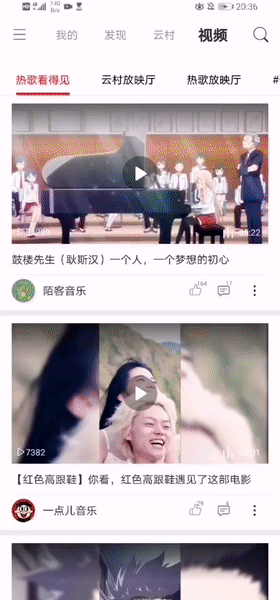 20:36
我的 发现 云村 视频
热歌看得见 云村放映厅 热歌放映厅 #
鼓楼先生（耿斯汉）一个人，一个梦想的初心
陌客音乐 164 17
7382
【红色高跟鞋】你看，红色高跟鞋遇见了这部电影
一点儿音乐 29 4